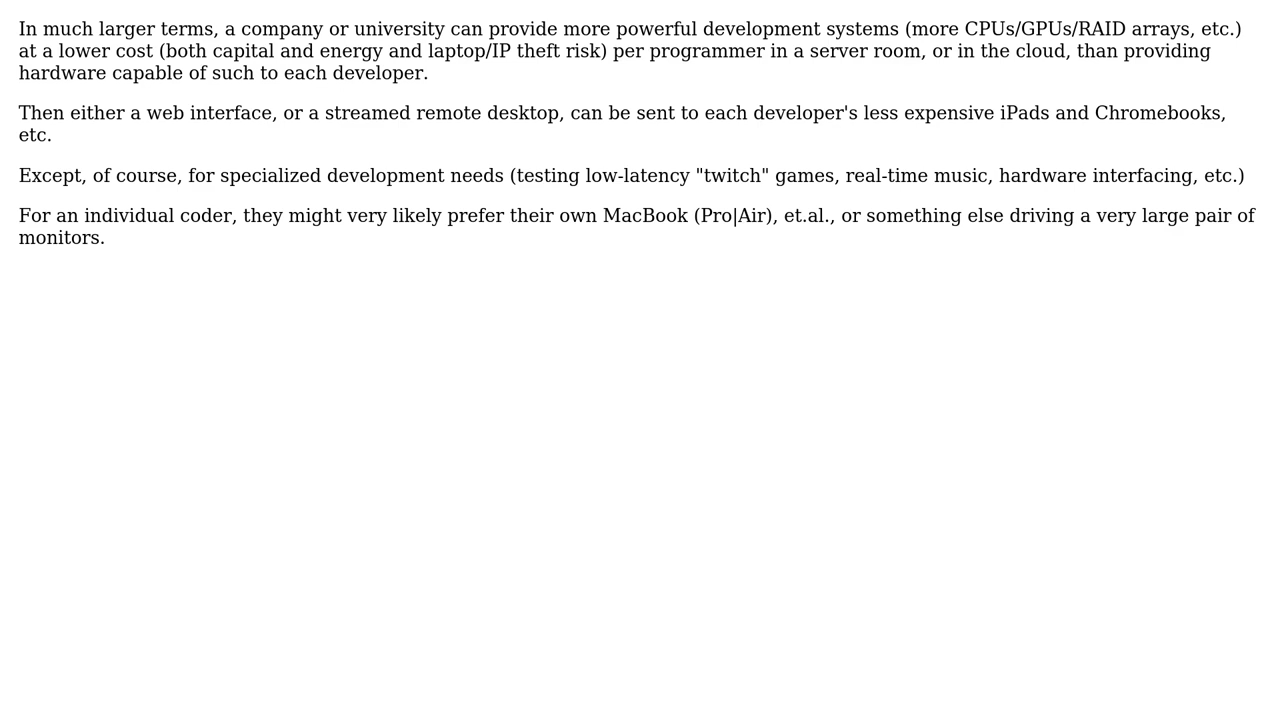 In much larger terms, a company or university can provide more powerful development systems (more CPUs/GPUs/RAID arrays, etc.)
at a lower cost (both capital and energy and laptop/IP theft risk) per programmer in a server room, or in the cloud, than providing
hardware capable of such to each developer.
Then either a web interface, or a streamed remote desktop, can be sent to each developer's less expensive iPads and Chromebooks,
etc.
Except, of course, for specialized development needs (testing low-latency "twitch" games, real-time music, hardware interfacing, etc.)
For an individual coder, they might very likely prefer their own MacBook (Pro|Air), et.al., or something else driving a very large pair of
monitors.